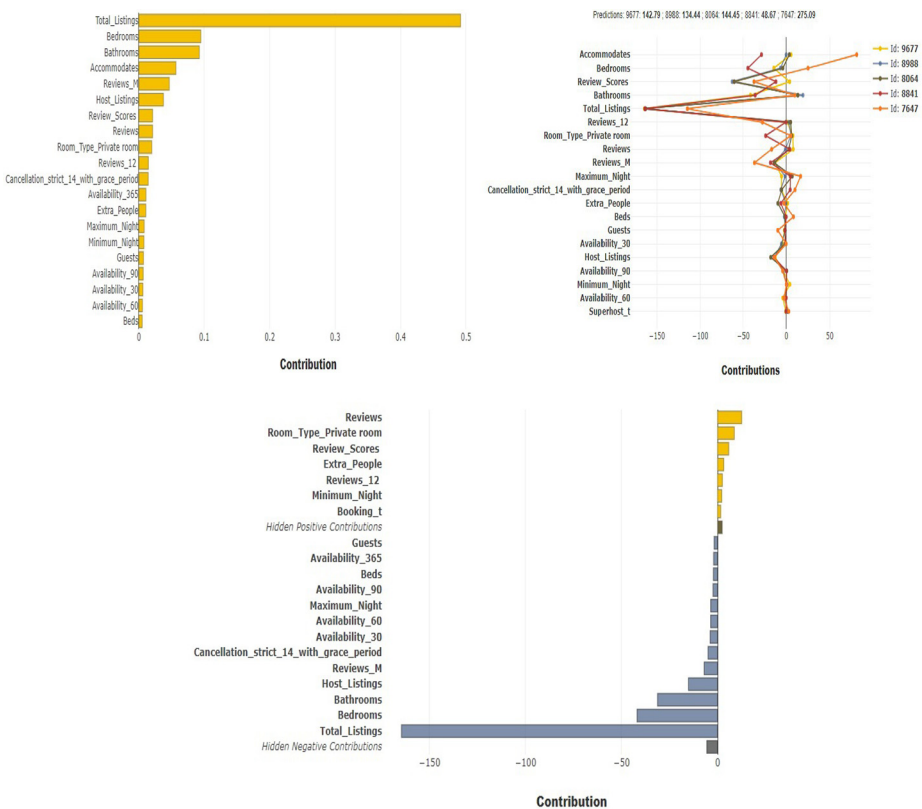 Total_Listings
Bedrooms
Bathrooms
Accommodates
Reviews_M
Host_Listings
Review_Scores
Reviews
Room_Type_Private room
Reviews_12
Cancellation_strict_14_with_grace_period
Availability_365
Extra_People
Maximum_Night
Minimum_Night
Guests
Availability_90
Availability_30
Availability_60
Beds
0 0.1 0.2 0.3 0.4 0.5
Contribution
Predictions: 9677: 142.79 ; 8988: 134.44 ; 8064: 144.45 ; 8841: 48.67 ; 7647: 275.09
Accommodates
Bedrooms
Review_Scores
Bathrooms
Total_Listings
Reviews_12
Room_Type_Private room
Reviews
Reviews_M
Maximum_Night
Cancellation_strict_14_with_grace_period
Extra_People
Beds
Guests
Availability_30
Host_Listings
Availability_90
Minimum_Night
Availability_60
Superhost_t
−150 −100 −50 0 50
Contributions
Id: 9677
Id: 8988
Id: 8064
Id: 8841
Id: 7647
Reviews
Room_Type_Private room
Review_Scores
Extra_People
Reviews_12
Minimum_Night
Booking_t
Hidden Positive Contributions
Guests
Availability_365
Beds
Availability_90
Maximum_Night
Availability_60
Availability_30
Cancellation_strict_14_with_grace_period
Reviews_M
Host_Listings
Bathrooms
Bedrooms
Total_Listings
Hidden Negative Contributions
−150 −100 −50 0
Contribution